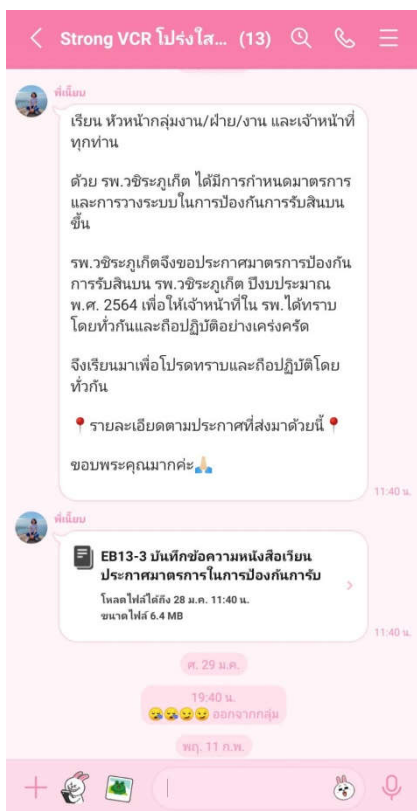 Strong VCR โปร่งใส... (13)
พี่เนี๊ยบ
เรียน หัวหน้ากลุ่มงาน/ฝ่าย/งาน และเจ้าหน้าที่
ทุกท่าน
ด้วย รพ.วชิระภูเก็ต ได้มีการกำหนดมาตรการ
และการวางระบบในการป้องกันการรับสินบน
ขึ้น
รพ.วชิระภูเก็ตจึงขอประกาศมาตรการป้องกัน
การรับสินบน รพ.วชิระภูเก็ต ปีงบประมาณ
พ.ศ. 2564 เพื่อให้เจ้าหน้าที่ใน รพ.ได้ทราบ
โดยทั่วกันและถือปฏิบัติอย่างเคร่งครัด
จึงเรียนมาเพื่อโปรดทราบและถือปฏิบัติโดย
ทั่วกัน
📍 รายละเอียดตามประกาศที่ส่งมาด้วยนี้ 📍
ขอบพระคุณมากค่ะ🙏🏻
11:40 น.
พี่เนี๊ยบ
EB13-3 บันทึกข้อความหนังสือเวียน
ประกาศมาตรการในการป้องกันการรับ
โหลดไฟล์ได้ถึง 28 ม.ค. 11:40 น.
ขนาดไฟล์ 6.4 MB
11:40 น.
ศ. 29 ม.ค.
19:40 น.
😪😪😏😏 ออกจากกลุ่ม
พฤ. 11 ก.พ.